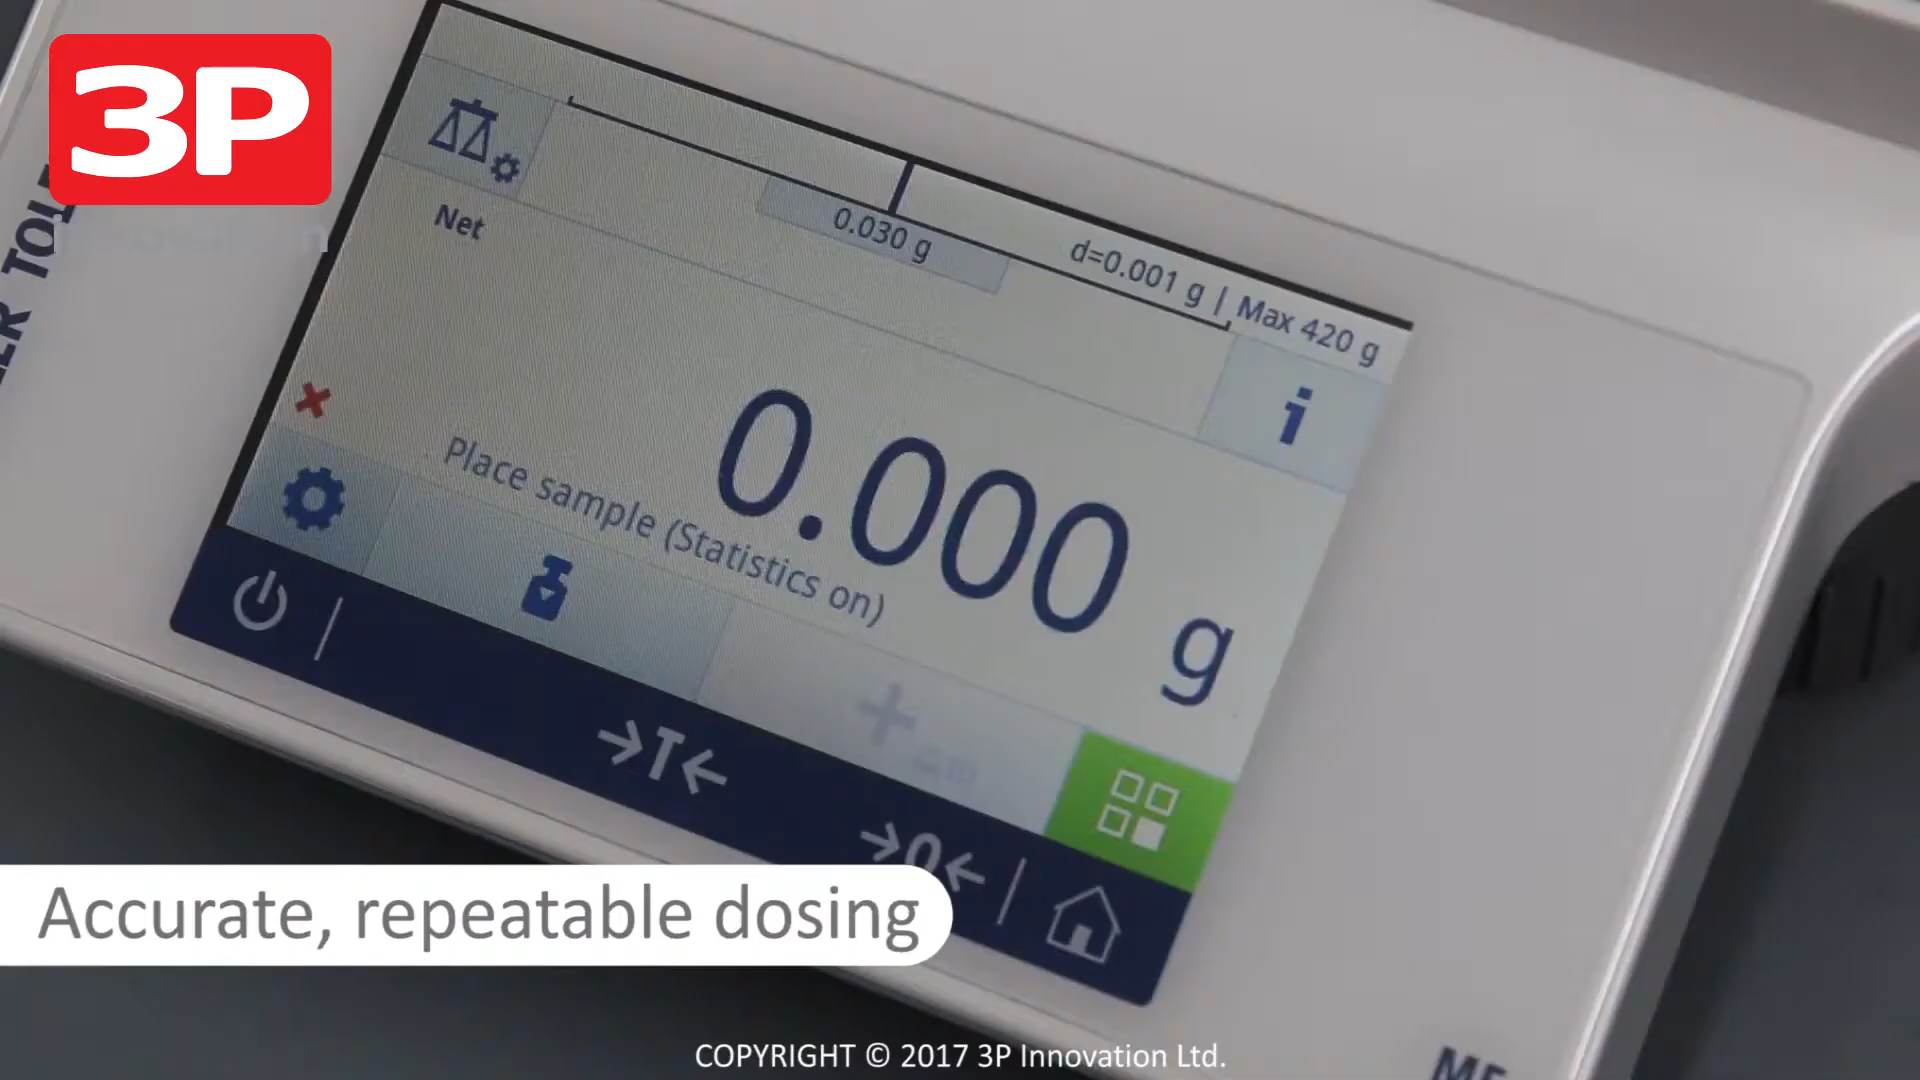 3P
d=0.001 g | Max 420 g
0.030 g
Net
i
0.000 g
Place sample (Statistics on)
→T←
→0←
Accurate, repeatable dosing
COPYRIGHT © 2017 3P Innovation Ltd.